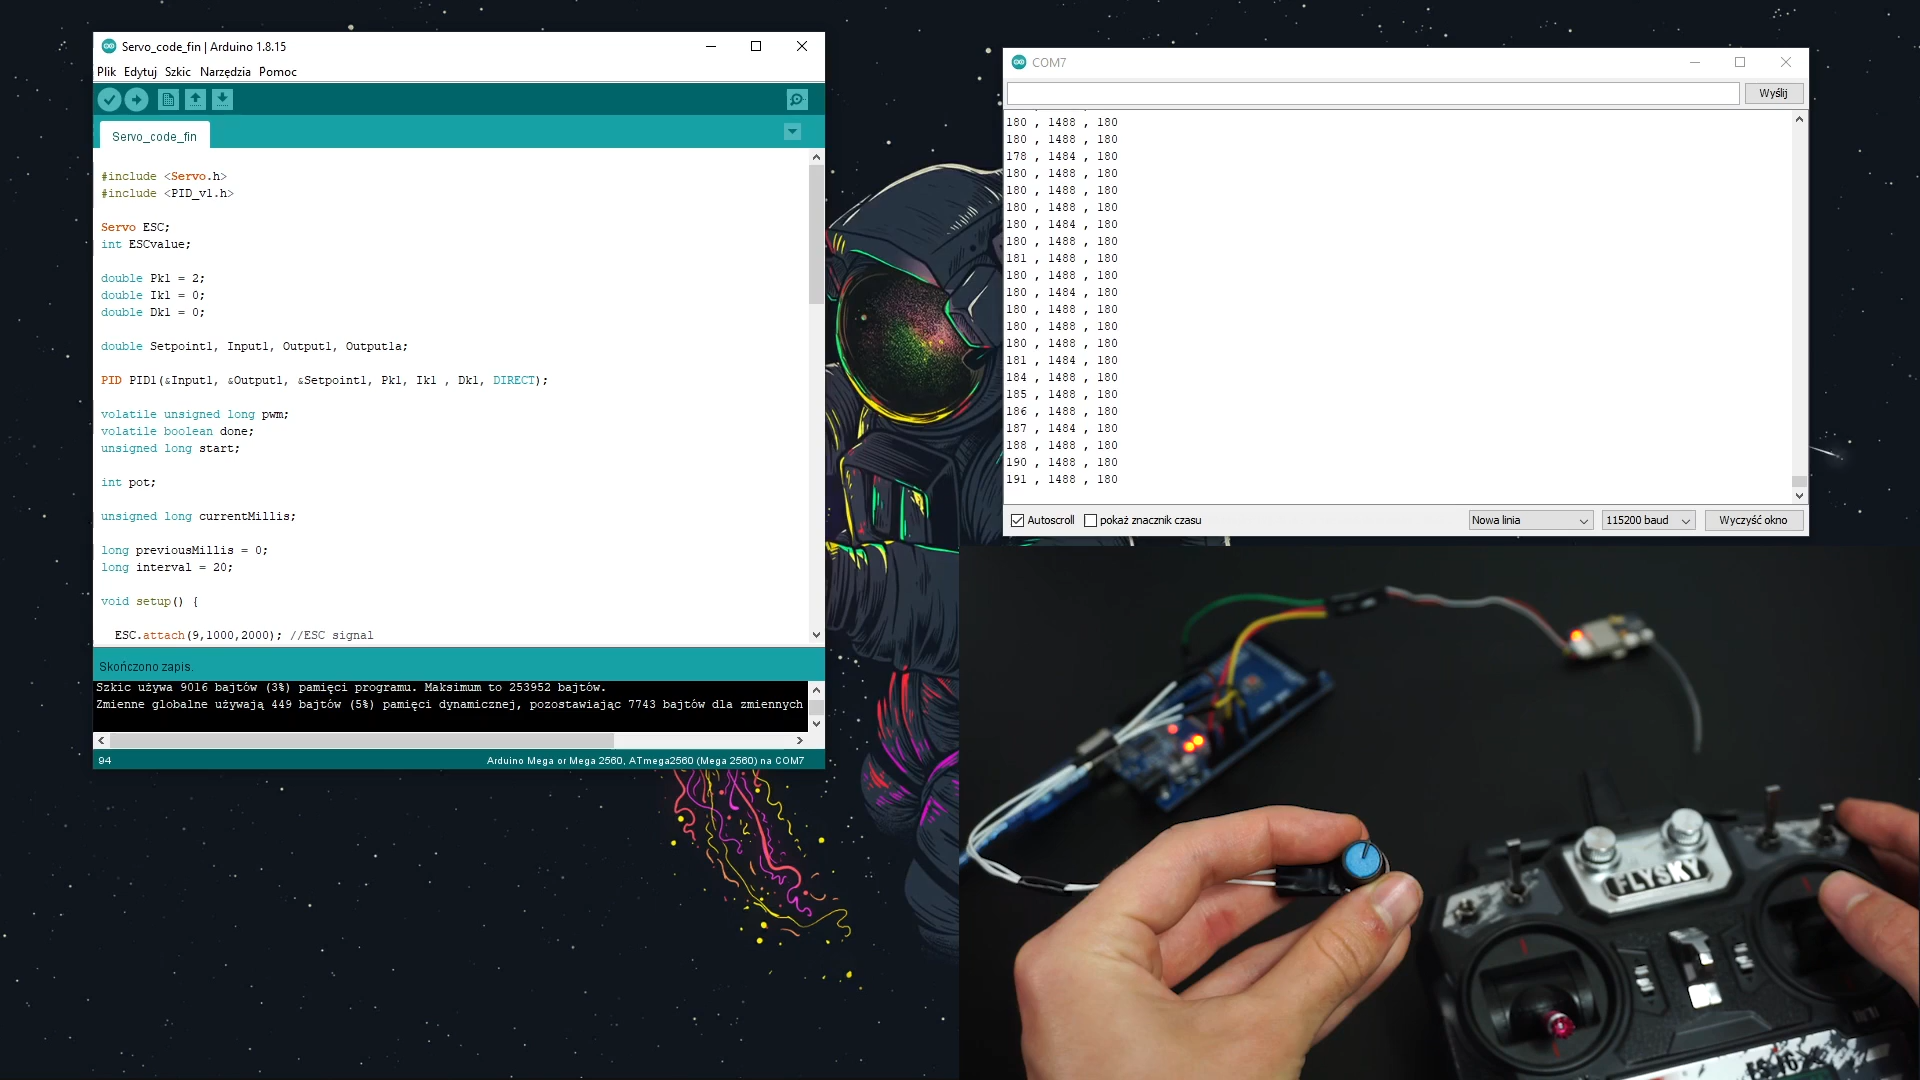 Servo_code_fin | Arduino 1.8.15
Plik Edytuj Szkic Narzędzia Pomoc
Servo_code_fin
#include <Servo.h>
#include <PID_v1.h>
Servo ESC;
int ESCvalue;
double Pk1 = 2;
double Ik1 = 0;
double Dk1 = 0;
double Setpoint1, Input1, Output1, Output1a;
PID PID1(&Input1, &Output1, &Setpoint1, Pk1, Ik1 , Dk1, DIRECT);
volatile unsigned long pwm;
volatile boolean done;
unsigned long start;
int pot;
unsigned long currentMillis;
long previousMillis = 0;
long interval = 20;
void setup() {
ESC.attach(9,1000,2000); //ESC signal
Skończono zapis.
Szkic używa 9016 bajtów (3%) pamięci programu. Maksimum to 253952 bajtów.
Zmienne globalne używają 449 bajtów (5%) pamięci dynamicznej, pozostawiając 7743 bajtów dla zmiennych
94
Arduino Mega or Mega 2560, ATmega2560 (Mega 2560) na COM7
COM7
Wyślij
180 , 1488 , 180
180 , 1488 , 180
178 , 1484 , 180
180 , 1488 , 180
180 , 1488 , 180
180 , 1488 , 180
180 , 1484 , 180
180 , 1488 , 180
181 , 1488 , 180
180 , 1488 , 180
180 , 1484 , 180
180 , 1488 , 180
180 , 1488 , 180
180 , 1488 , 180
181 , 1484 , 180
184 , 1488 , 180
185 , 1488 , 180
186 , 1488 , 180
187 , 1484 , 180
188 , 1488 , 180
190 , 1488 , 180
191 , 1488 , 180
Autoscroll
pokaż znacznik czasu
Nowa linia
115200 baud
Wyczyść okno
FLYSKY